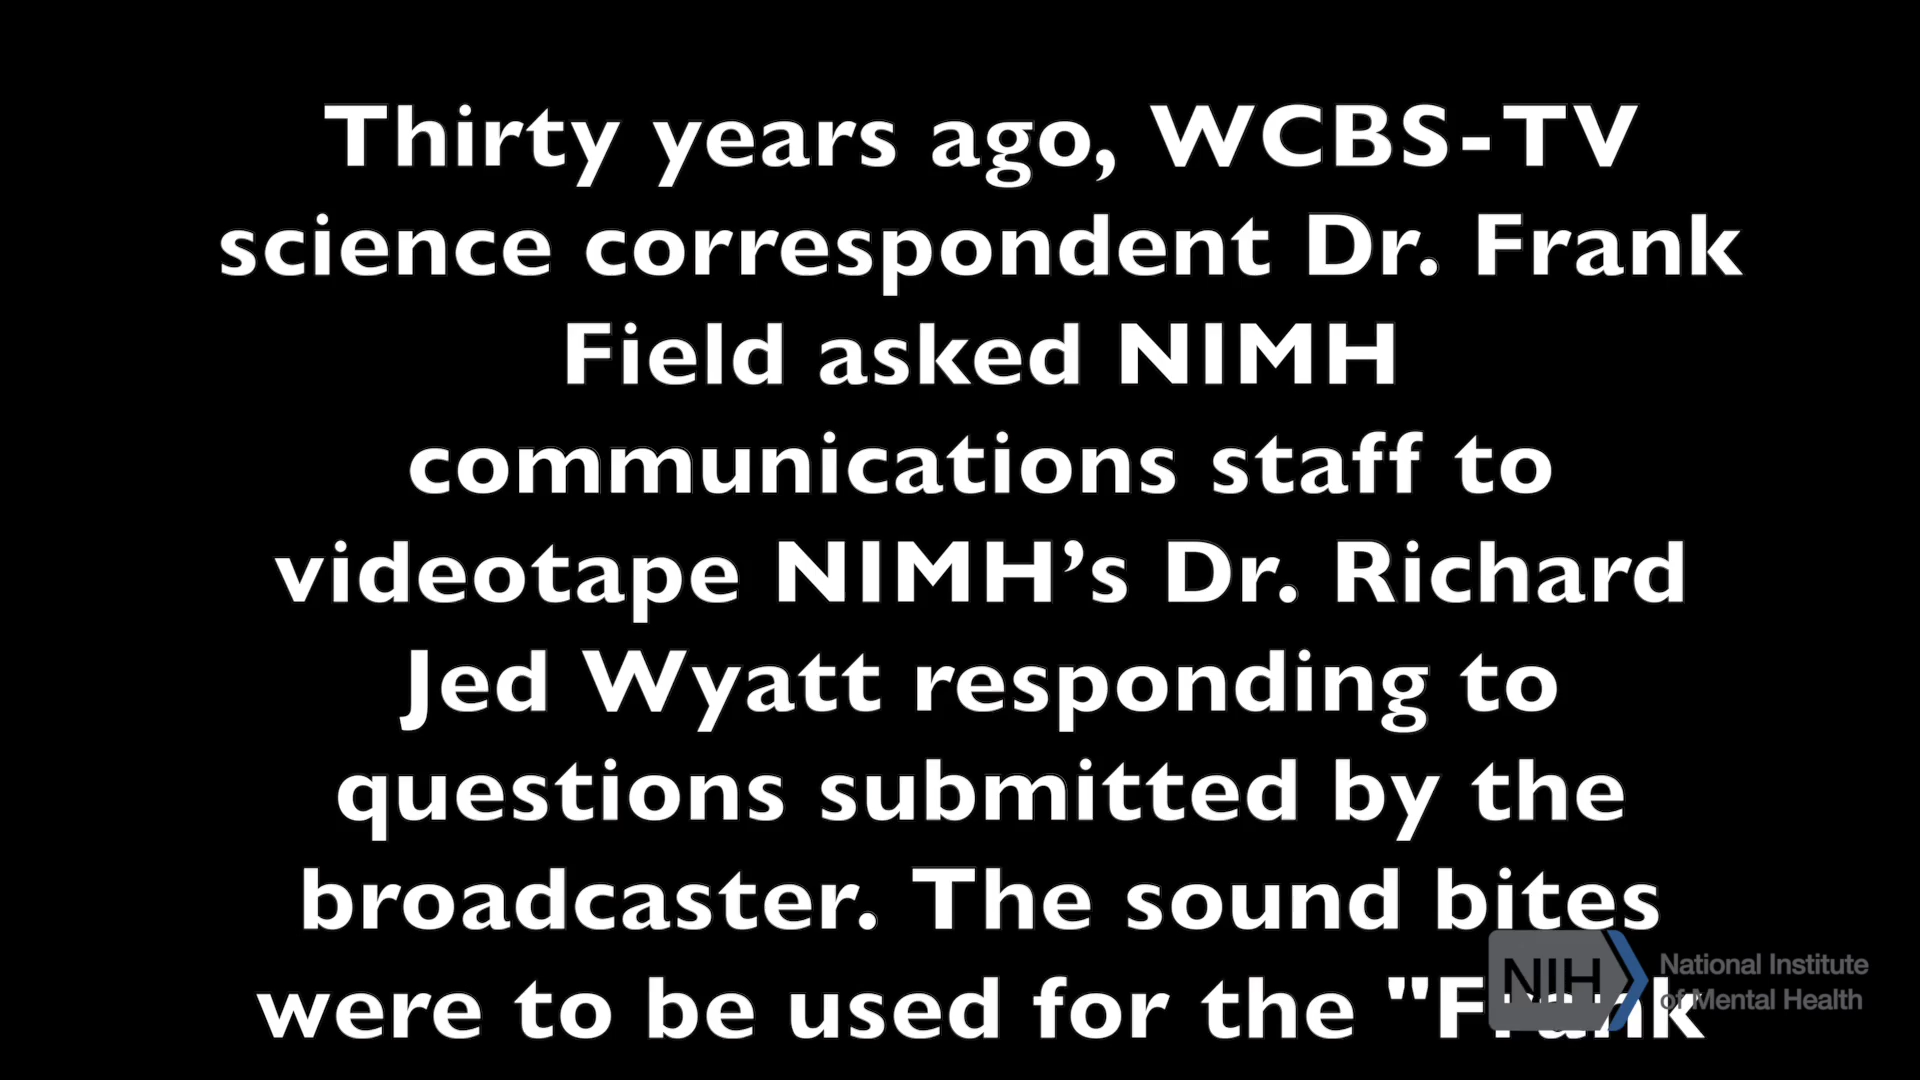 Thirty years ago, WCBS-TV
science correspondent Dr. Frank
Field asked NIMH
communications staff to
videotape NIMH’s Dr. Richard
Jed Wyatt responding to
questions submitted by the
broadcaster. The sound bites
were to be used for the "Frank
NIH
National Institute
of Mental Health